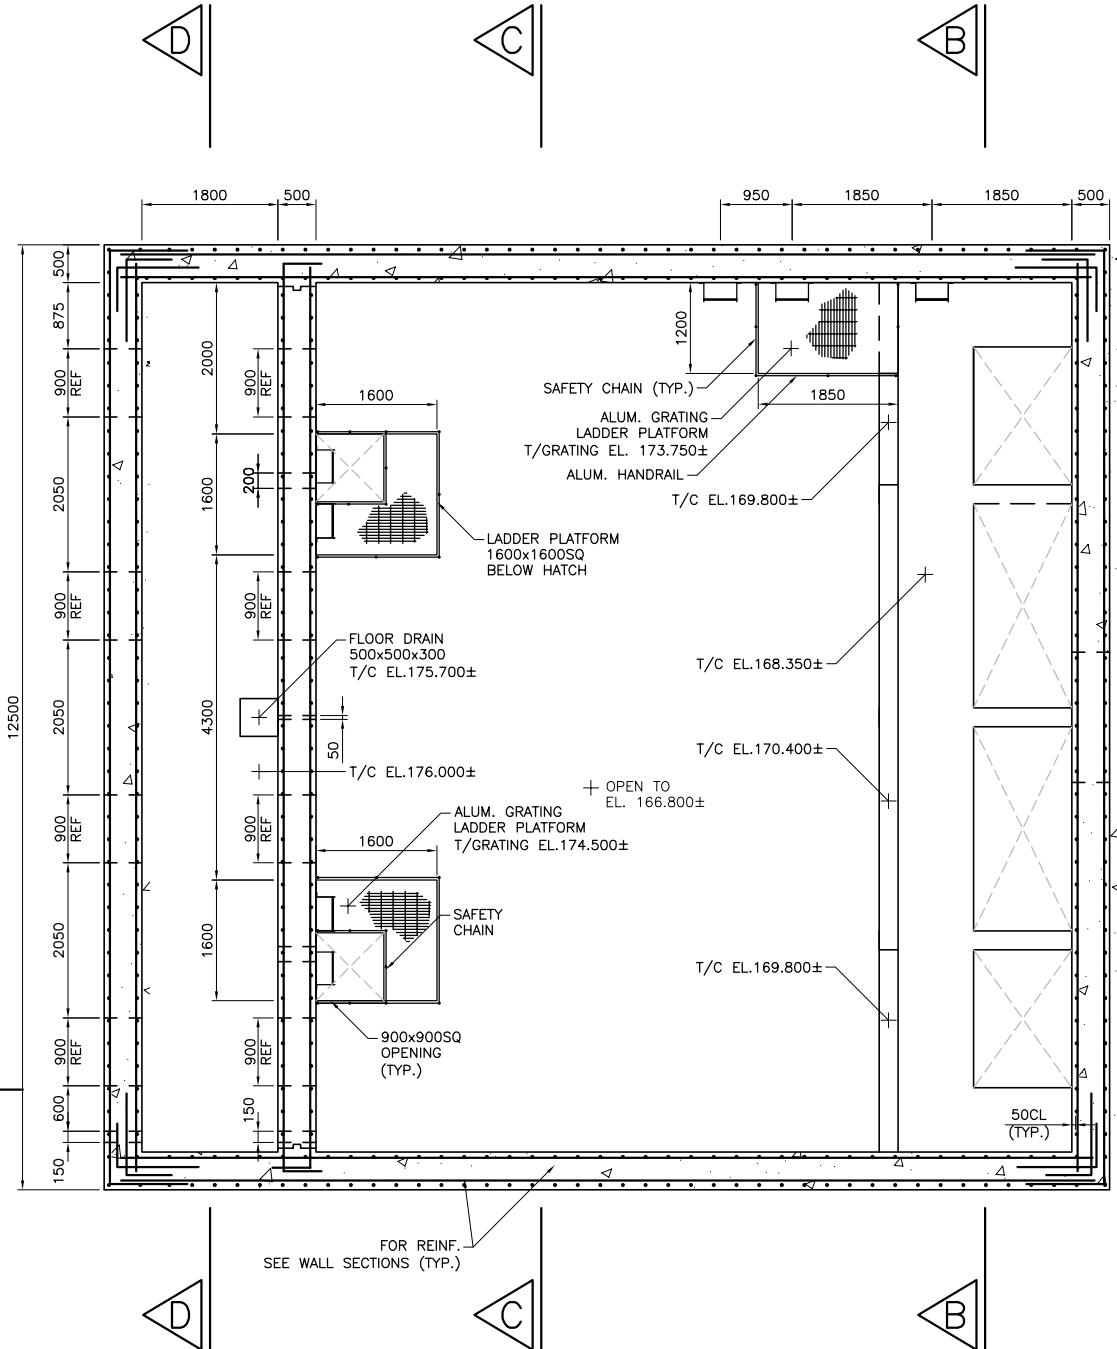 D
C
B
1800
500
950
1850
1850
500
12500
500
875
900
REF
2050
900
REF
2050
900
REF
2050
900
REF
600
150
2000
1600
4300
1600
900
REF
200
900
REF
50
900
REF
900
REF
150
1600
1600
1200
1850
SAFETY CHAIN (TYP.)
ALUM. GRATING
LADDER PLATFORM
T/GRATING EL. 173.750±
ALUM. HANDRAIL
T/C EL.169.800±
LADDER PLATFORM
1600x1600SQ
BELOW HATCH
FLOOR DRAIN
500x500x300
T/C EL.175.700±
T/C EL.168.350±
T/C EL.170.400±
T/C EL.176.000±
OPEN TO
EL. 166.800±
ALUM. GRATING
LADDER PLATFORM
T/GRATING EL.174.500±
SAFETY
CHAIN
T/C EL.169.800±
900x900SQ
OPENING
(TYP.)
50CL
(TYP.)
FOR REINF.
SEE WALL SECTIONS (TYP.)
D
C
B